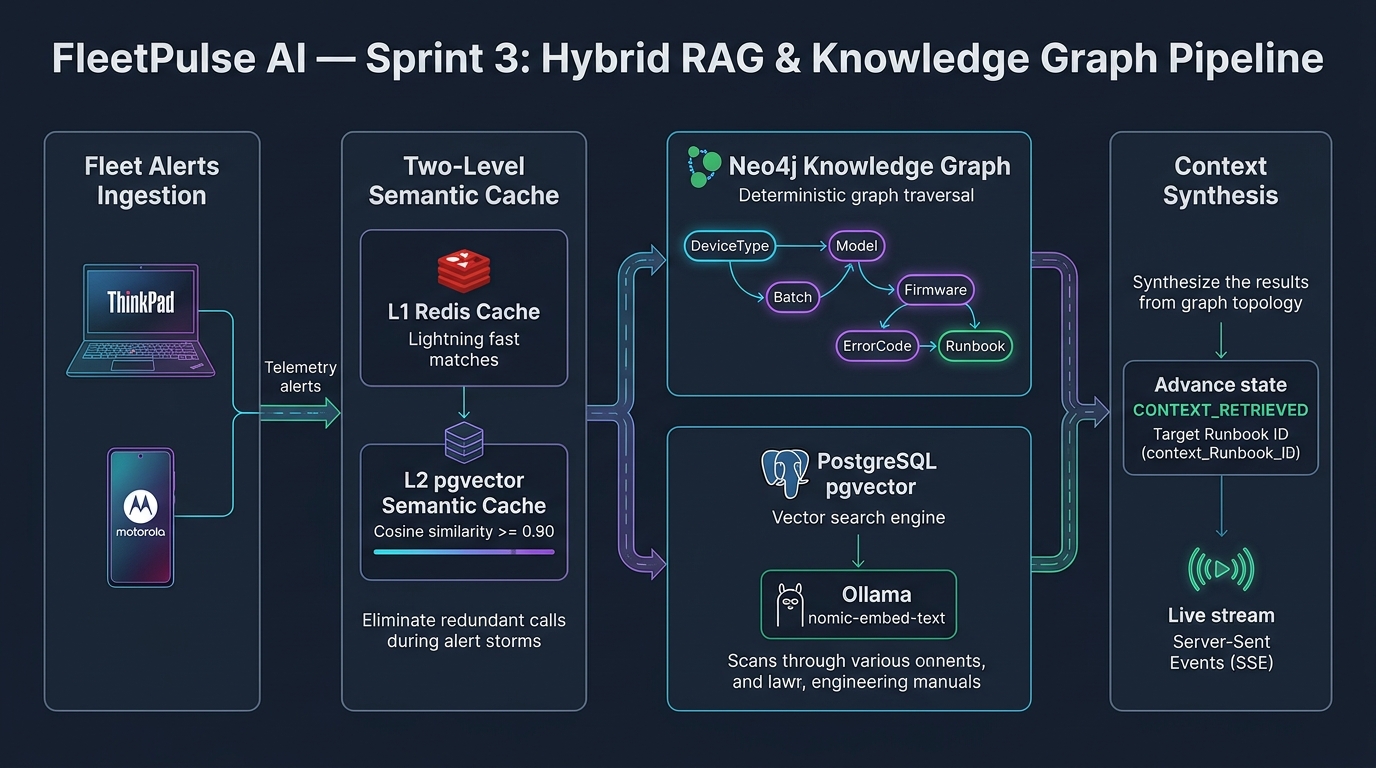 FleetPulse AI — Sprint 3: Hybrid RAG & Knowledge Graph Pipeline
Fleet Alerts
Ingestion
ThinkPad
motorola
Telemetry
alerts
Two-Level
Semantic Cache
L1 Redis Cache
Lightning fast
matches
L2 pgvector
Semantic Cache
Cosine similarity >= 0.90
Eliminate redundant calls
during alert storms
Neo4j Knowledge Graph
Deterministic graph traversal
DeviceType
Model
Batch
Firmware
ErrorCode
Runbook
PostgreSQL
pgvector
Vector search engine
Ollama
nomic-embed-text
Scans through various onnents,
and lawr, engineering manuals
Context
Synthesis
Synthesize the results
from graph topology
Advance state
CONTEXT_RETRIEVED
Target Runbook ID
(context_Runbook_ID)
Live stream
Server-Sent
Events (SSE)